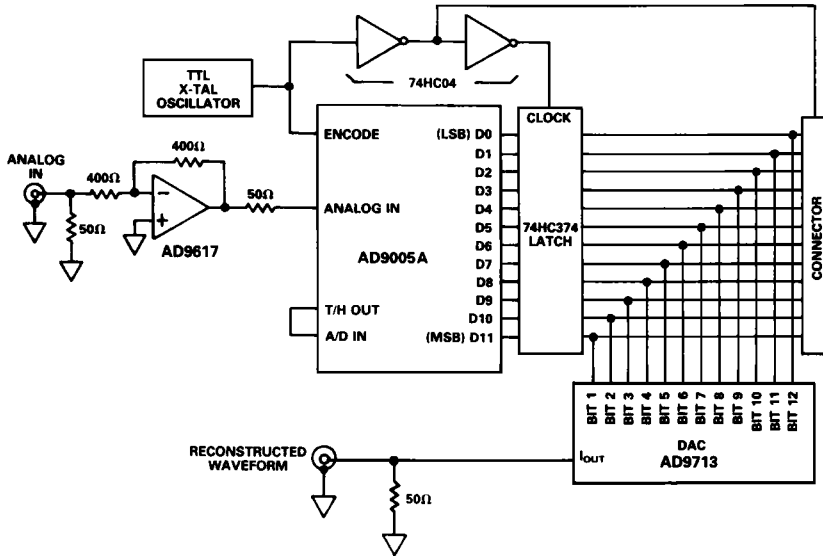 TTL
X-TAL
OSCILLATOR
74HC04
ENCODE
(LSB) D0
CLOCK
D1
D2
D3
D4
D5
D6
D7
D8
D9
D10
(MSB) D11
74HC374
LATCH
CONNECTOR
ANALOG
IN
400Ω
400Ω
50Ω
50Ω
−
+
AD9617
ANALOG IN
AD9005A
T/H OUT
A/D IN
BIT 1
BIT 2
BIT 3
BIT 4
BIT 5
BIT 6
BIT 7
BIT 8
BIT 9
BIT 10
BIT 11
BIT 12
DAC
AD9713
IOUT
RECONSTRUCTED
WAVEFORM
50Ω